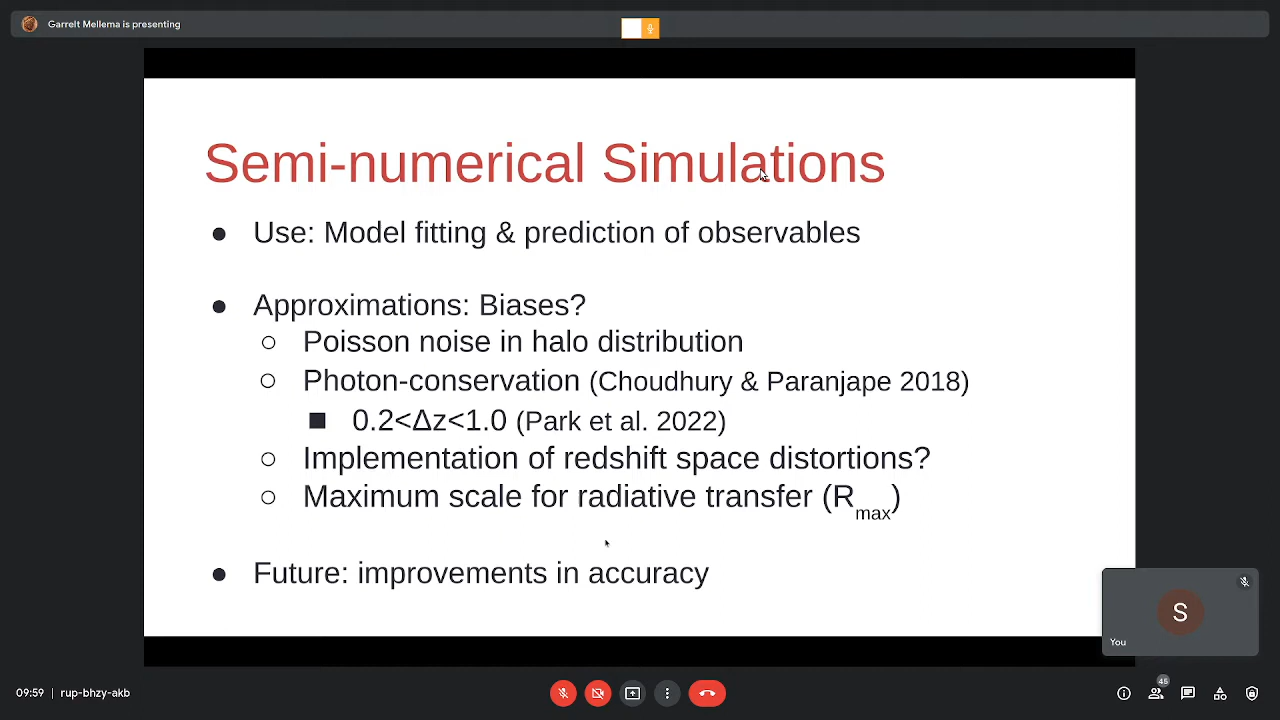 Garrelt Mellema is presenting
Semi-numerical Simulations
● Use: Model fitting & prediction of observables
● Approximations: Biases?
○ Poisson noise in halo distribution
○ Photon-conservation (Choudhury & Paranjape 2018)
■ 0.2<Δz<1.0 (Park et al. 2022)
○ Implementation of redshift space distortions?
○ Maximum scale for radiative transfer (Rmax)
● Future: improvements in accuracy
S
You
09:59 | rup-bhzy-akb
45